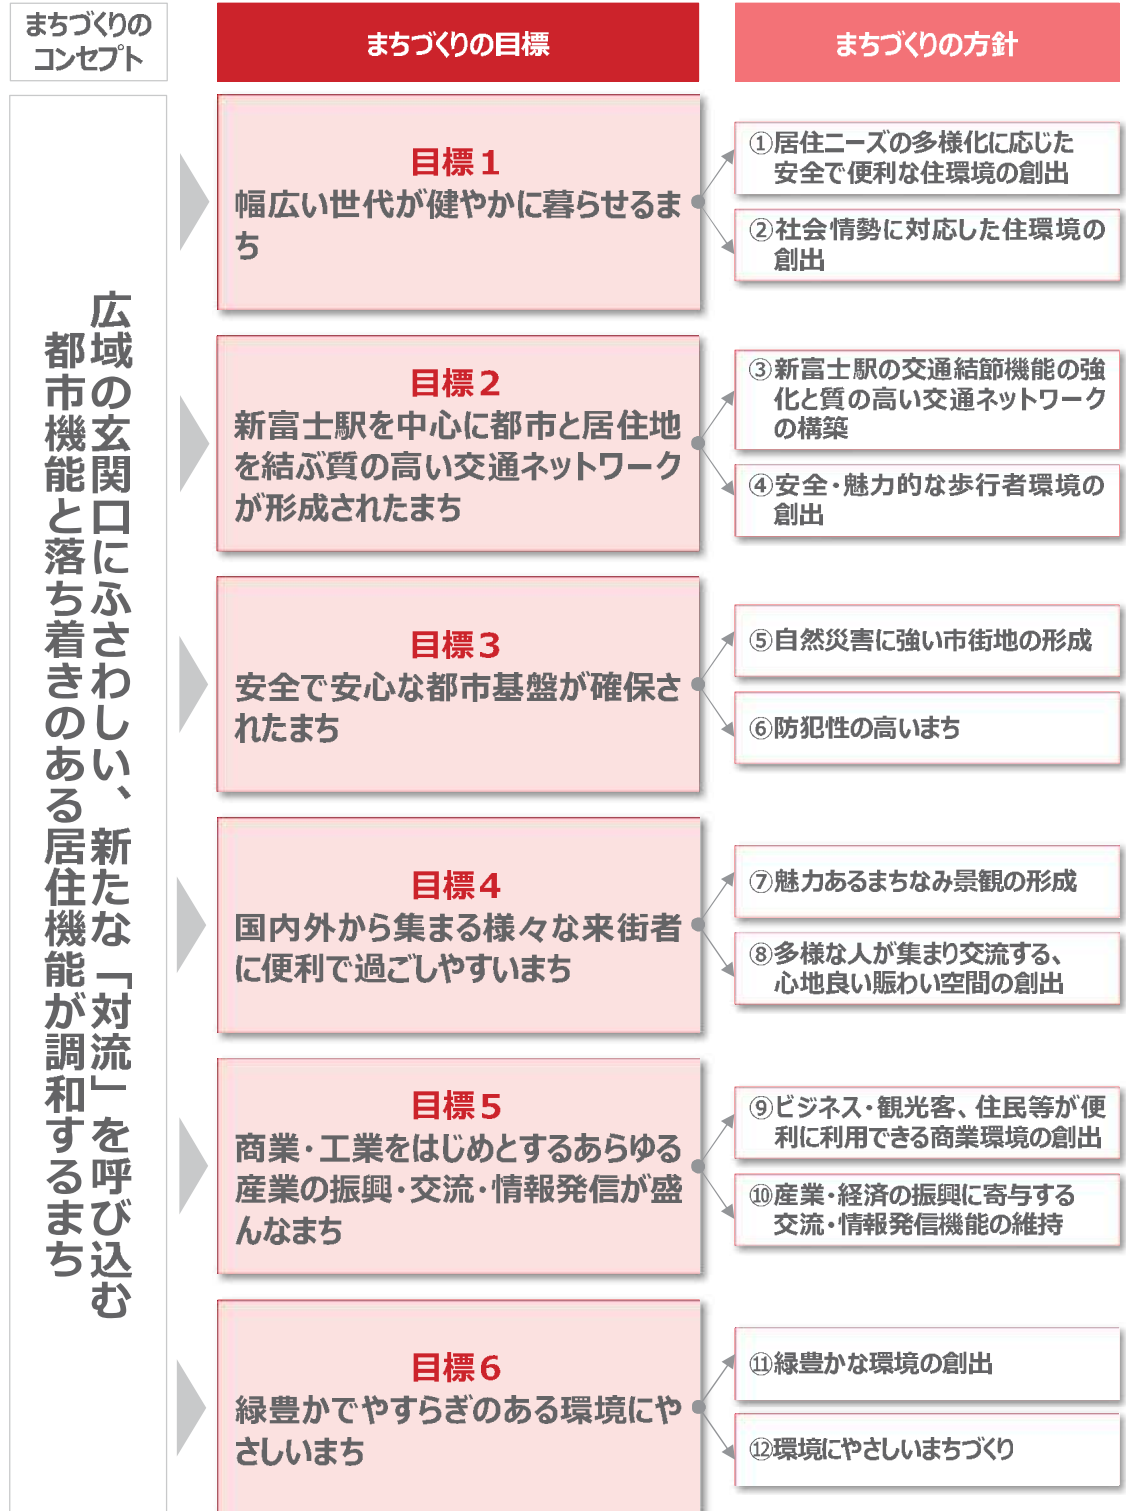 まちづくりの
コンセプト
まちづくりの目標
まちづくりの方針
広域の玄関口にふさわしい、新たな「対流」を呼び込む
都市機能と落ち着きのある居住機能が調和するまち
目標1
幅広い世代が健やかに暮らせるま
ち
①居住ニーズの多様化に応じた
安全で便利な住環境の創出
②社会情勢に対応した住環境の
創出
目標2
新富士駅を中心に都市と居住地
を結ぶ質の高い交通ネットワーク
が形成されたまち
③新富士駅の交通結節機能の強
化と質の高い交通ネットワーク
の構築
④安全・魅力的な歩行者環境の
創出
目標3
安全で安心な都市基盤が確保さ
れたまち
⑤自然災害に強い市街地の形成
⑥防犯性の高いまち
目標4
国内外から集まる様々な来街者
に便利で過ごしやすいまち
⑦魅力あるまちなみ景観の形成
⑧多様な人が集まり交流する、
心地良い賑わい空間の創出
目標5
商業・工業をはじめとするあらゆる
産業の振興・交流・情報発信が盛
んなまち
⑨ビジネス・観光客、住民等が便
利に利用できる商業環境の創出
⑩産業・経済の振興に寄与する
交流・情報発信機能の維持
目標6
緑豊かでやすらぎのある環境にや
さしいまち
⑪緑豊かな環境の創出
⑫環境にやさしいまちづくり